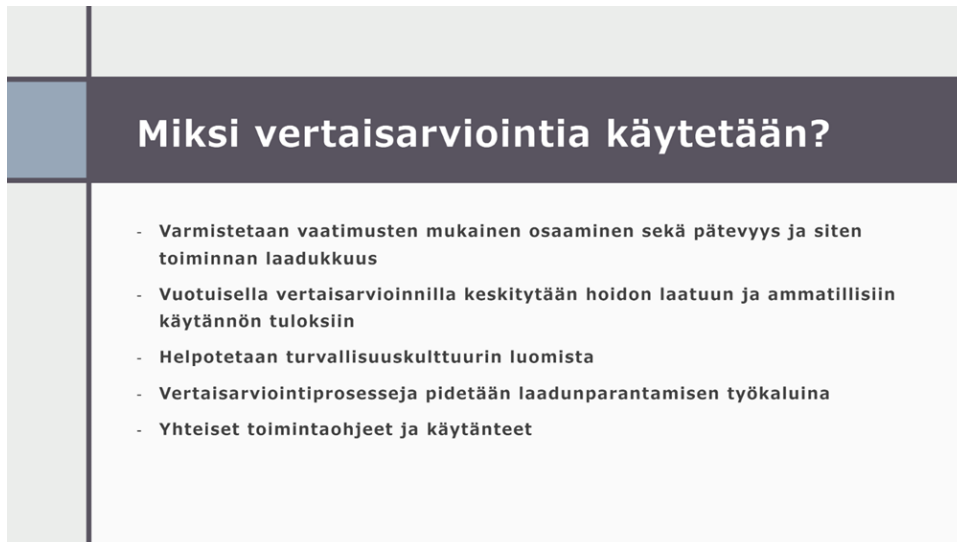 Miksi vertaisarviointia käytetään?
- Varmistetaan vaatimusten mukainen osaaminen sekä pätevyys ja siten
toiminnan laadukkuus
- Vuotuisella vertaisarvioinnilla keskitytään hoidon laatuun ja ammatillisiin
käytännön tuloksiin
- Helpotetaan turvallisuuskulttuurin luomista
- Vertaisarviointiprosesseja pidetään laadunparantamisen työkaluina
- Yhteiset toimintaohjeet ja käytänteet